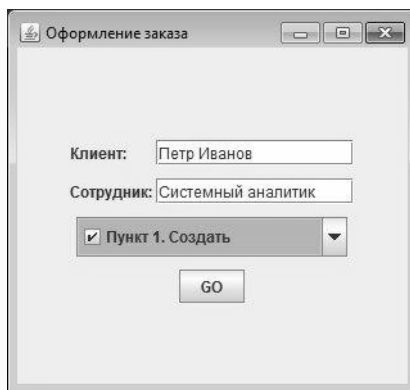 Оформление заказа
Клиент: Петр Иванов
Сотрудник: Системный аналитик
Пункт 1. Создать
GO